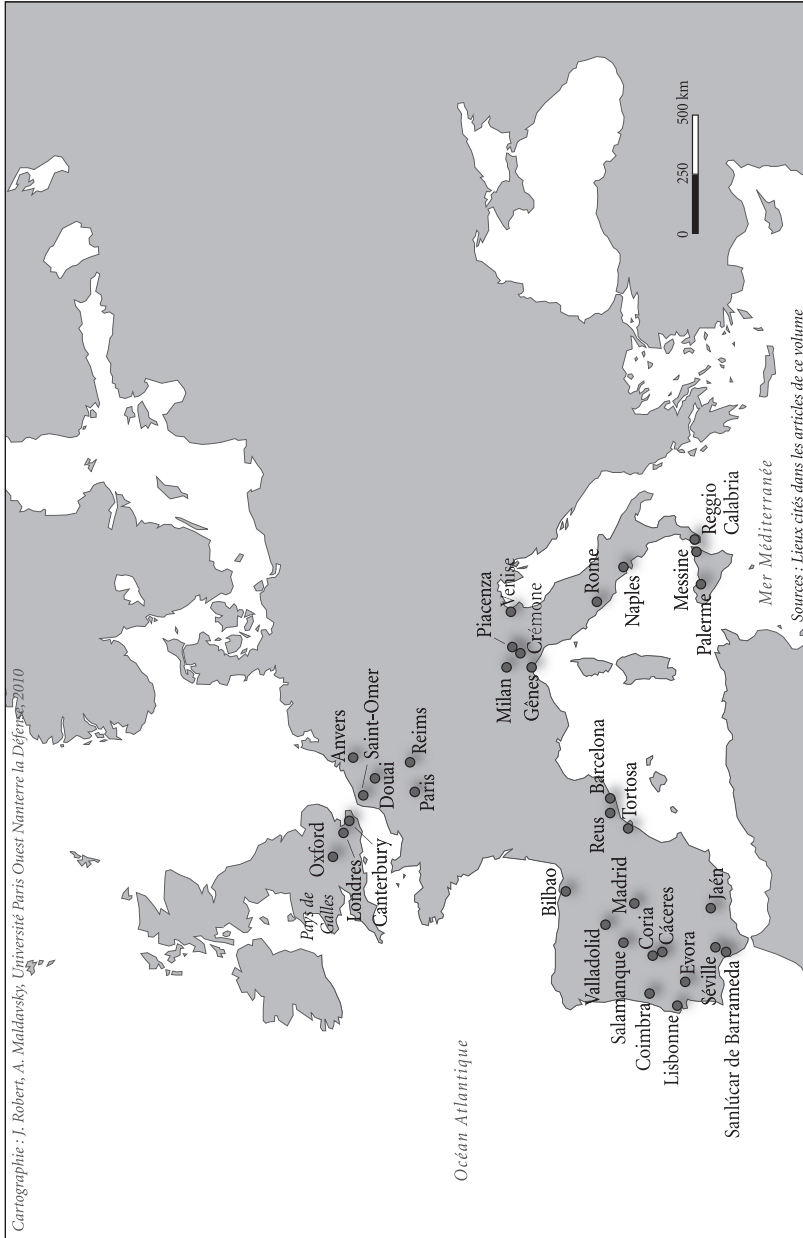 Cartographie : J. Robert, A. Maldavsky, Université Paris Ouest Nanterre la Défense, 2010
Océan Atlantique
Pays de
Galles
Oxford
Londres
Canterbury
Anvers
Saint-Omer
Douai
Reims
Paris
Bilbao
Valladolid
Salamanque
Madrid
Coria
Cáceres
Coimbra
Lisbonne
Evora
Séville
Jaén
Sanlúcar de Barrameda
Reus
Barcelona
Tortosa
Milan
Piacenza
Venise
Crémone
Gênes
Rome
Naples
Messine
Palerme
Reggio
Calabria
Mer Méditerranée
0 250 500 km
Sources : Lieux cités dans les articles de ce volume